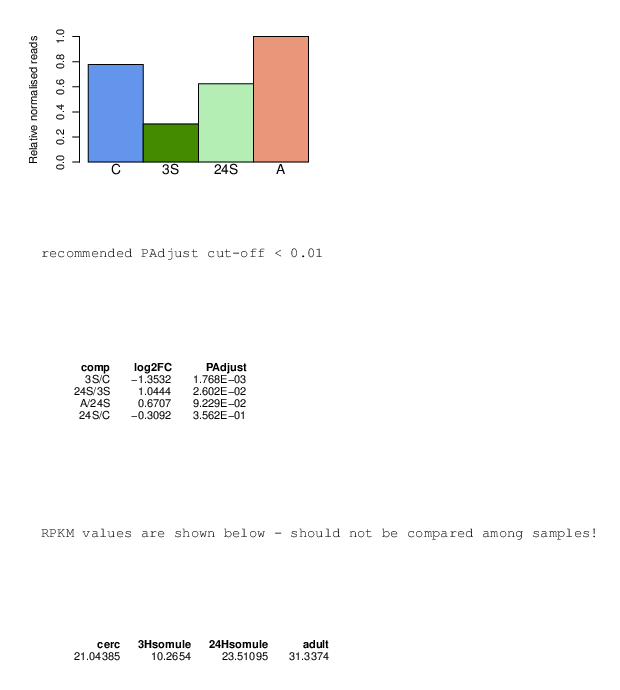 Relative normalised reads
1.0
0.8
0.6
0.4
0.2
0.0
C 3S 24S A
recommended PAdjust cut-off < 0.01
comp log2FC PAdjust
3S/C −1.3532 1.768E−03
24S/3S 1.0444 2.602E−02
A/24S 0.6707 9.229E−02
24S/C −0.3092 3.562E−01
RPKM values are shown below - should not be compared among samples!
cerc 3Hsomule 24Hsomule adult
21.04385 10.2654 23.51095 31.3374